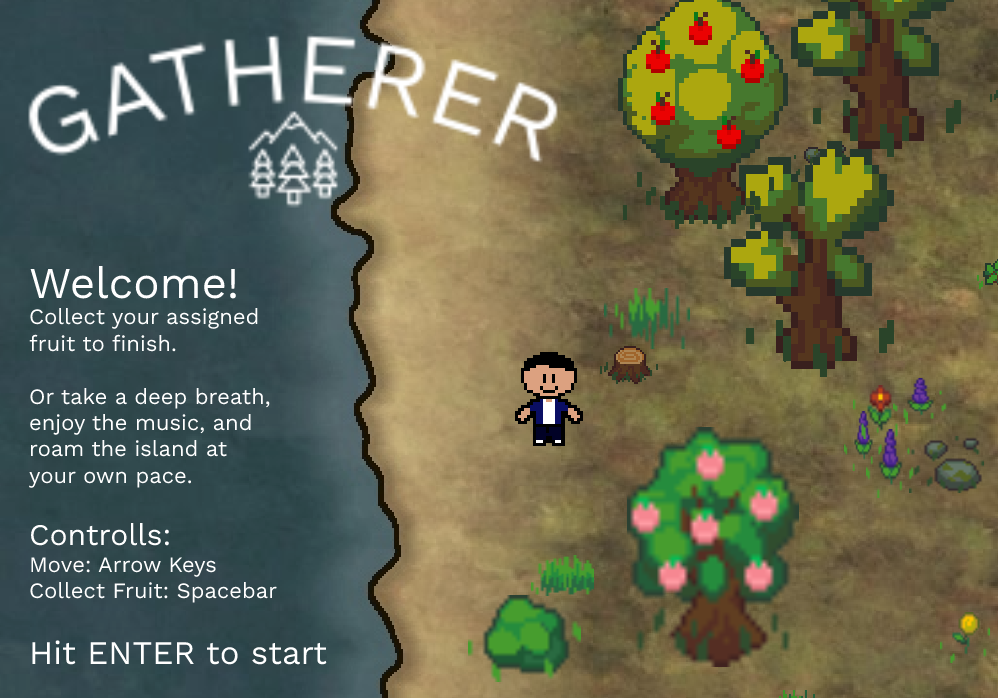 GATHERER
Welcome!
Collect your assigned
fruit to finish.
Or take a deep breath,
enjoy the music, and
roam the island at
your own pace.
Controlls:
Move: Arrow Keys
Collect Fruit: Spacebar
Hit ENTER to start